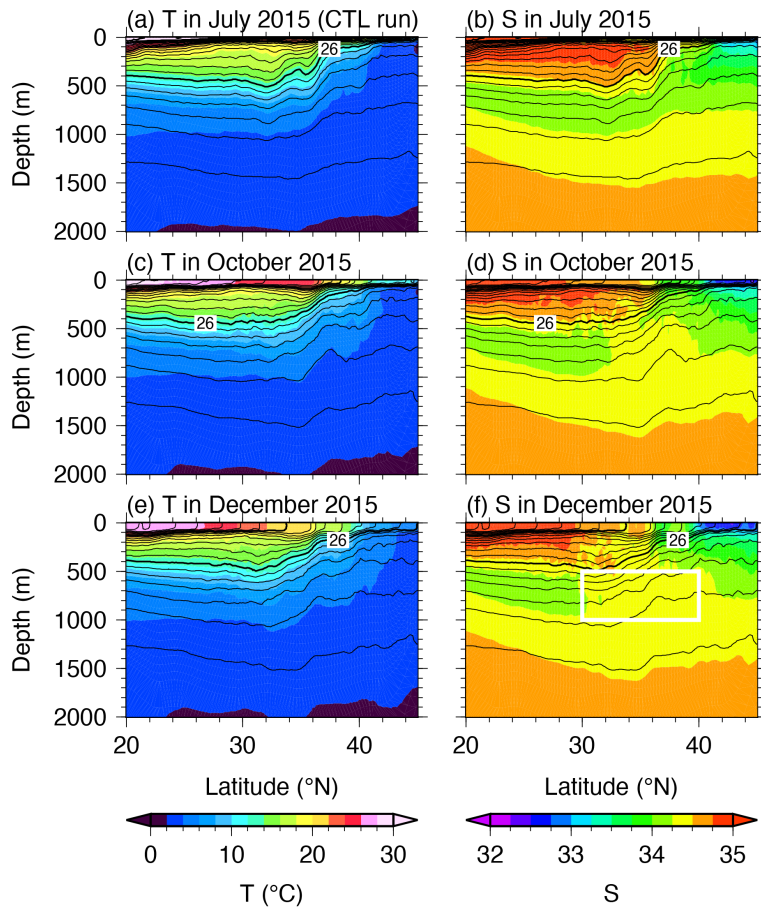 (a) T in July 2015 (CTL run)
(b) S in July 2015
0
500
1000
1500
2000
Depth (m)
26
26
(c) T in October 2015
(d) S in October 2015
0
500
1000
1500
2000
Depth (m)
26
26
(e) T in December 2015
(f) S in December 2015
0
500
1000
1500
2000
Depth (m)
26
26
20 30 40
20 30 40
Latitude (°N)
Latitude (°N)
0 10 20 30
32 33 34 35
T (°C)
S